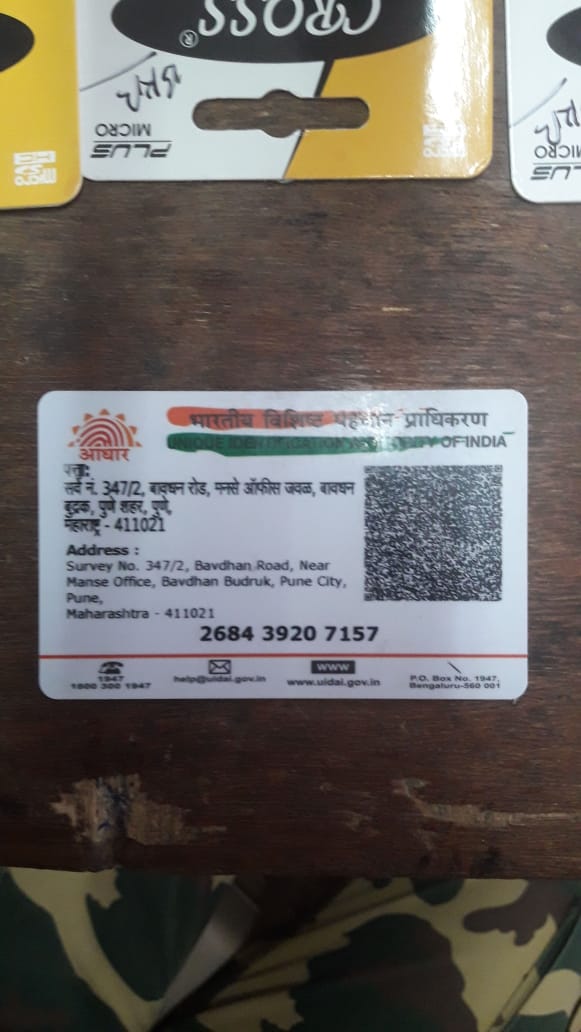 CROSS®
PLUS
MICRO
भारतीय विशिष्ट पहचान प्राधिकरण
UNIQUE IDENTIFICATION AUTHORITY OF INDIA
आधार
पत्ता:
सर्वे नं. 347/2, बावधन रोड, मनसे ऑफीस जवळ, बावधन
बुद्रुक, पुणे शहर, पुणे,
महाराष्ट्र - 411021
Address :
Survey No. 347/2, Bavdhan Road, Near
Manse Office, Bavdhan Budruk, Pune City,
Pune,
Maharashtra - 411021
2684 3920 7157
1947
1800 300 1947
help@uidai.gov.in
WWW
www.uidai.gov.in
P.O. Box No. 1947,
Bengaluru-560 001